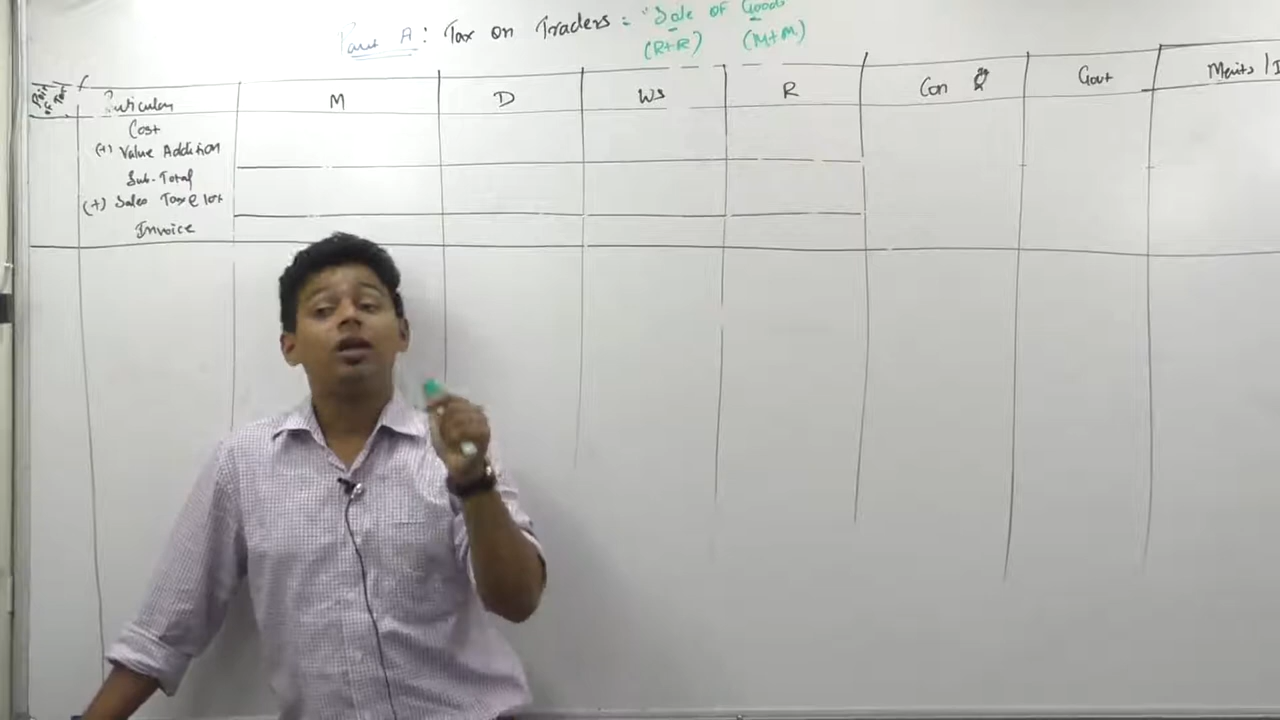 Part A : Tax on Traders : "Sale of Goods
(R+R) (M+M)
Particulars M D WS R Con Govt Merits /
Cost
(+) Value Addition
Sub-Total
(+) Sales Tax @ 10%
Invoice